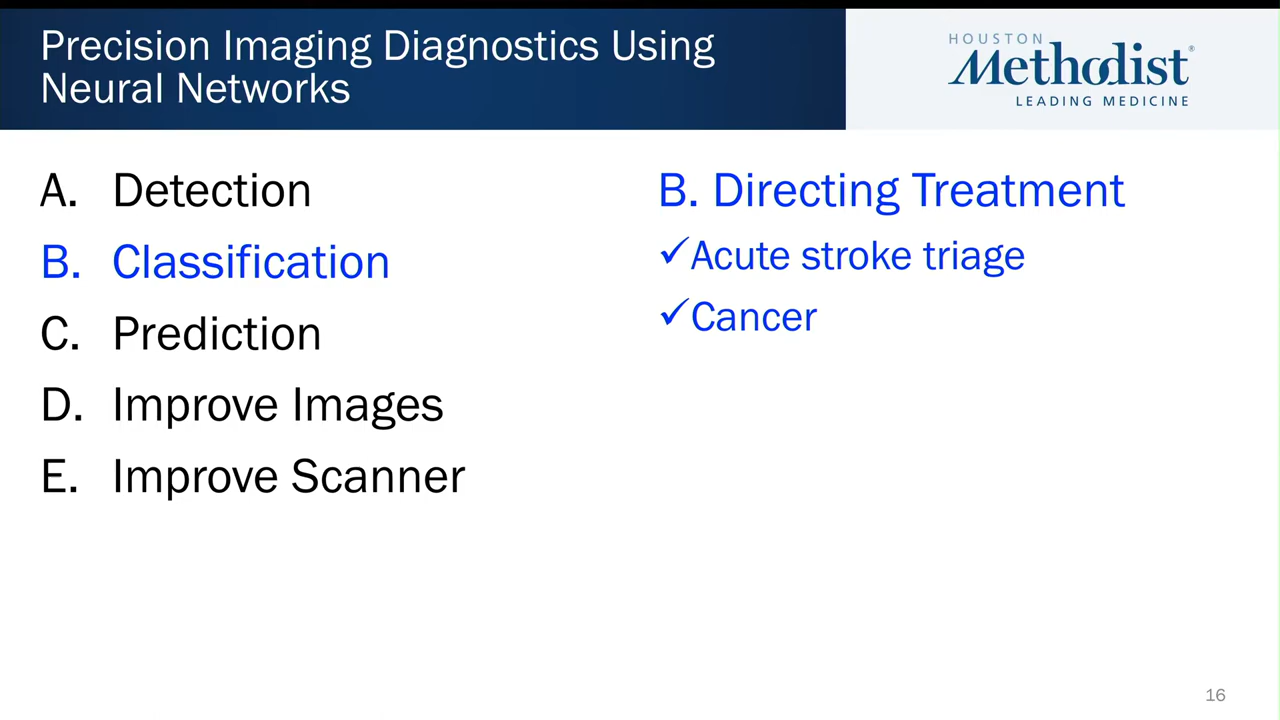 Precision Imaging Diagnostics Using
Neural Networks
HOUSTON
Methodist®
LEADING MEDICINE
A. Detection
B. Classification
C. Prediction
D. Improve Images
E. Improve Scanner
B. Directing Treatment
✓Acute stroke triage
✓Cancer
16